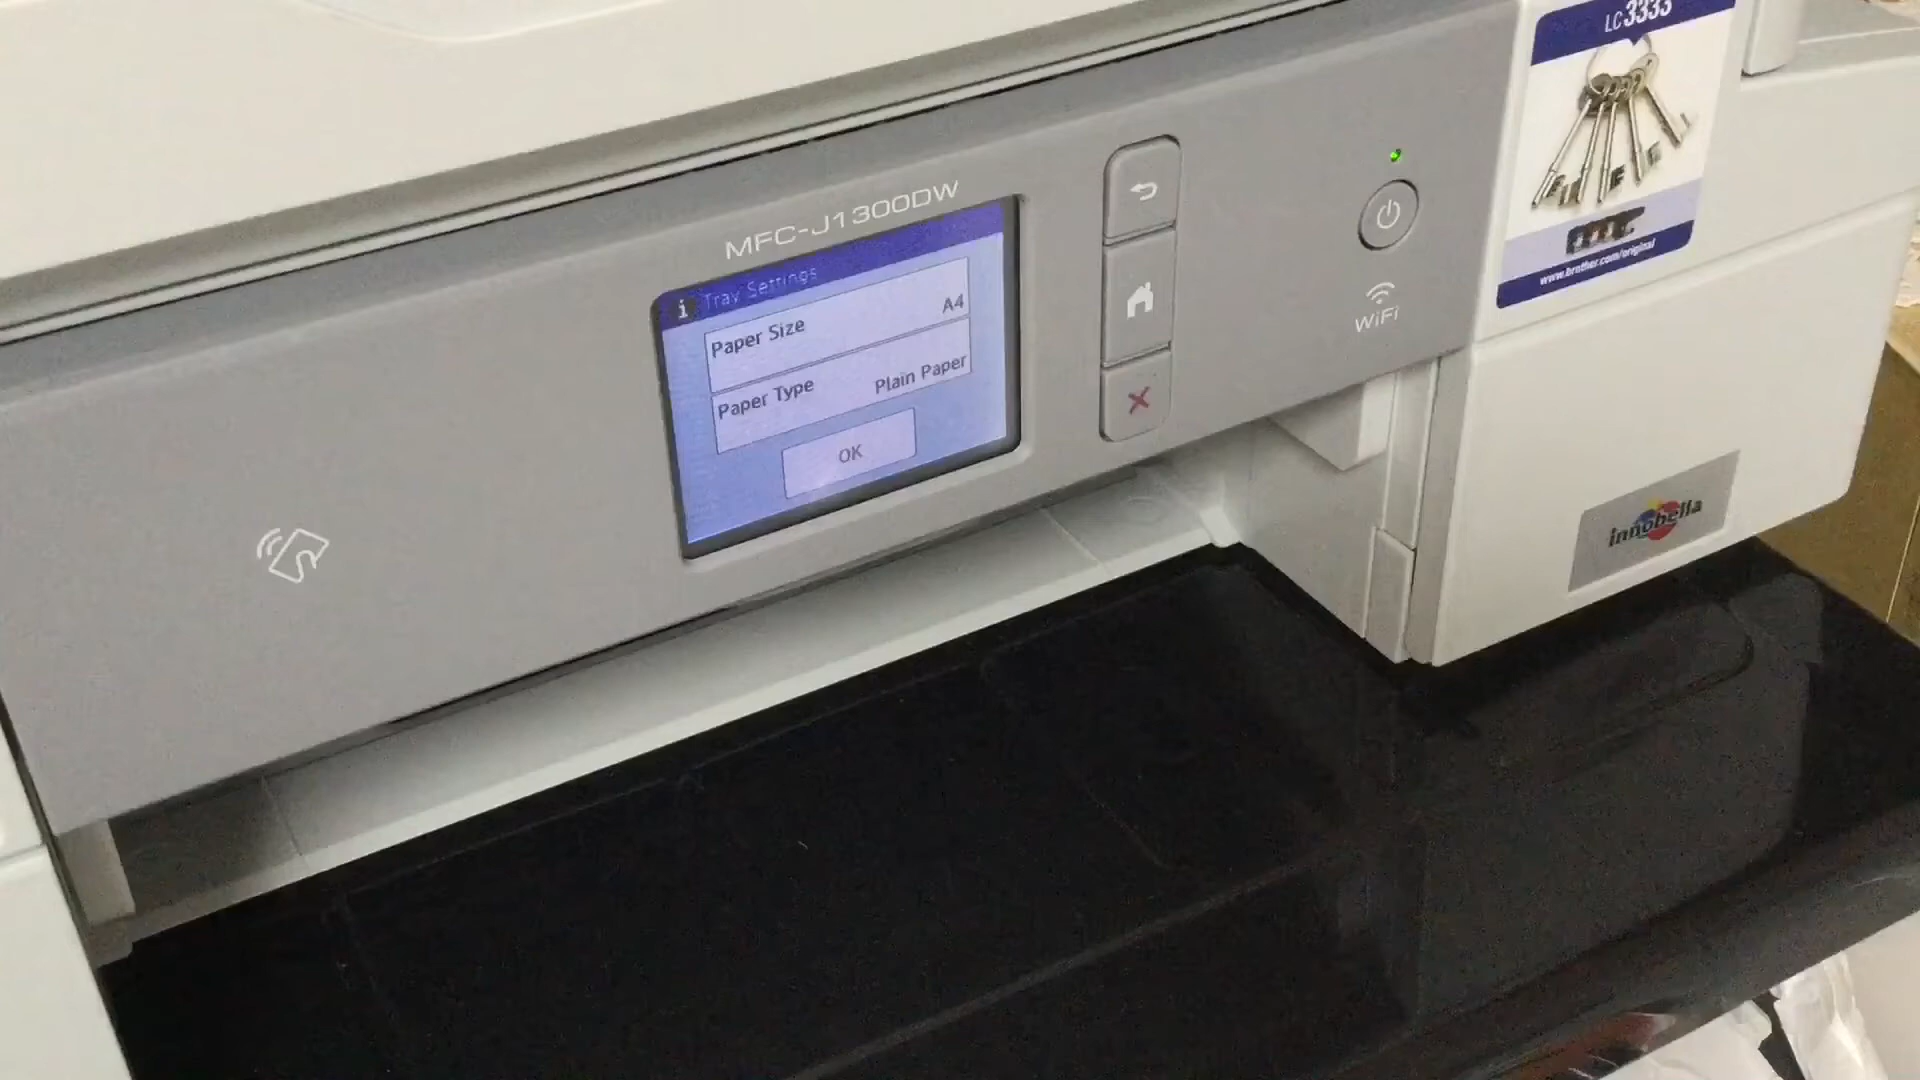 LC3333
MFC-J1300DW
i Tray Settings
Paper Size
A4
Paper Type
Plain Paper
OK
WiFi
www.brother.com/original
innobella